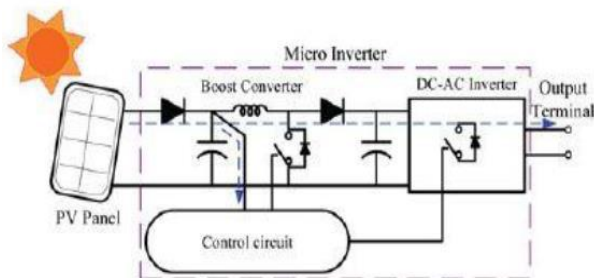 Micro Inverter
Boost Converter
DC-AC Inverter
Output
Terminal
PV Panel
Control circuit